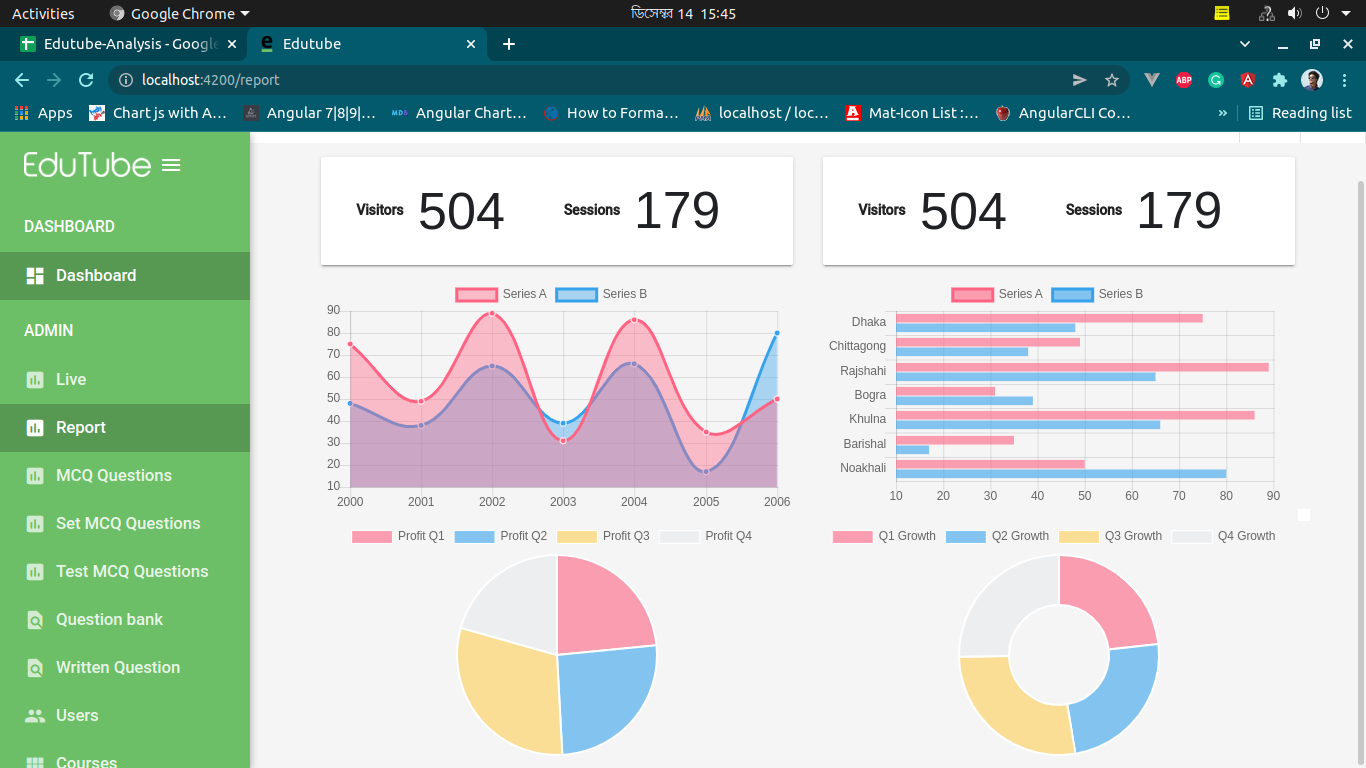 Activities Google Chrome ডিসেম্বর 14 15:45
Edutube-Analysis - Google Edutube
localhost:4200/report
Apps Chart js with A... Angular 7|8|9|... Angular Chart... How to Forma... localhost / loc... Mat-Icon List :... AngularCLI Co... » Reading list
EduTube
DASHBOARD
Dashboard
ADMIN
Live
Report
MCQ Questions
Set MCQ Questions
Test MCQ Questions
Question bank
Written Question
Users
Courses
Visitors 504 Sessions 179
Visitors 504 Sessions 179
Series A Series B
90
80
70
60
50
40
30
20
10
2000 2001 2002 2003 2004 2005 2006
Series A Series B
Dhaka
Chittagong
Rajshahi
Bogra
Khulna
Barishal
Noakhali
10 20 30 40 50 60 70 80 90
Profit Q1 Profit Q2 Profit Q3 Profit Q4
Q1 Growth Q2 Growth Q3 Growth Q4 Growth